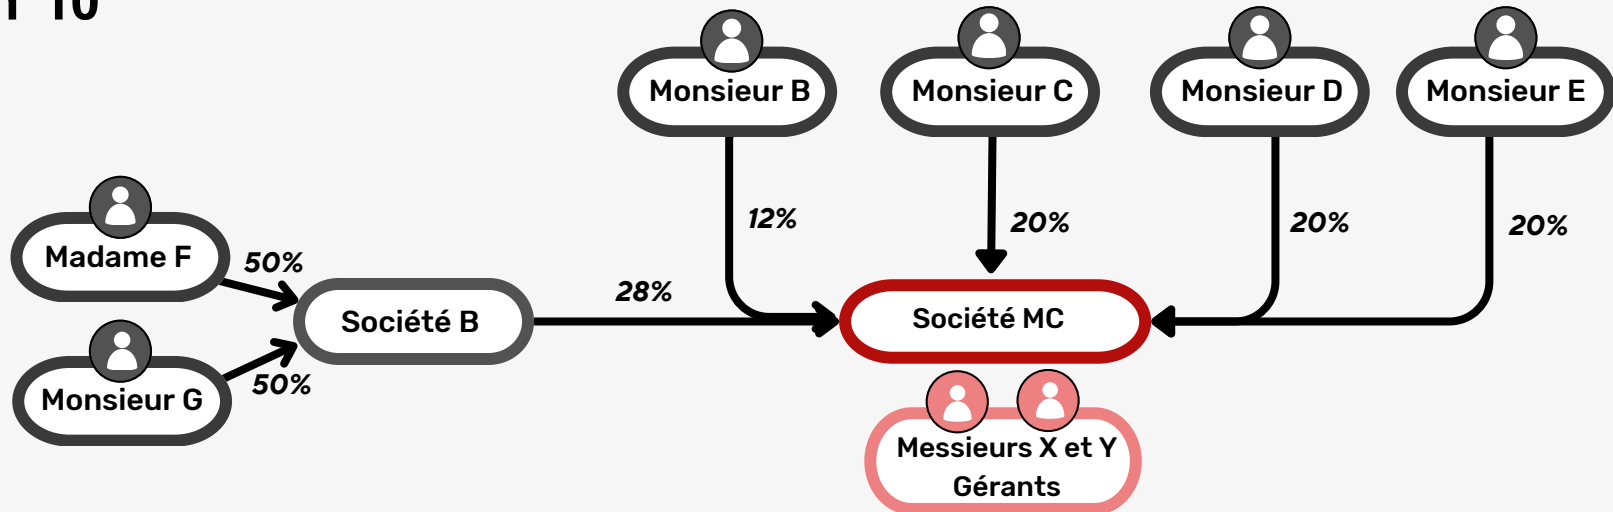 10
Monsieur B
Monsieur C
Monsieur D
Monsieur E
12%
20%
20%
20%
Madame F
50%
Société B
28%
Société MC
Monsieur G
50%
Messieurs X et Y
Gérants